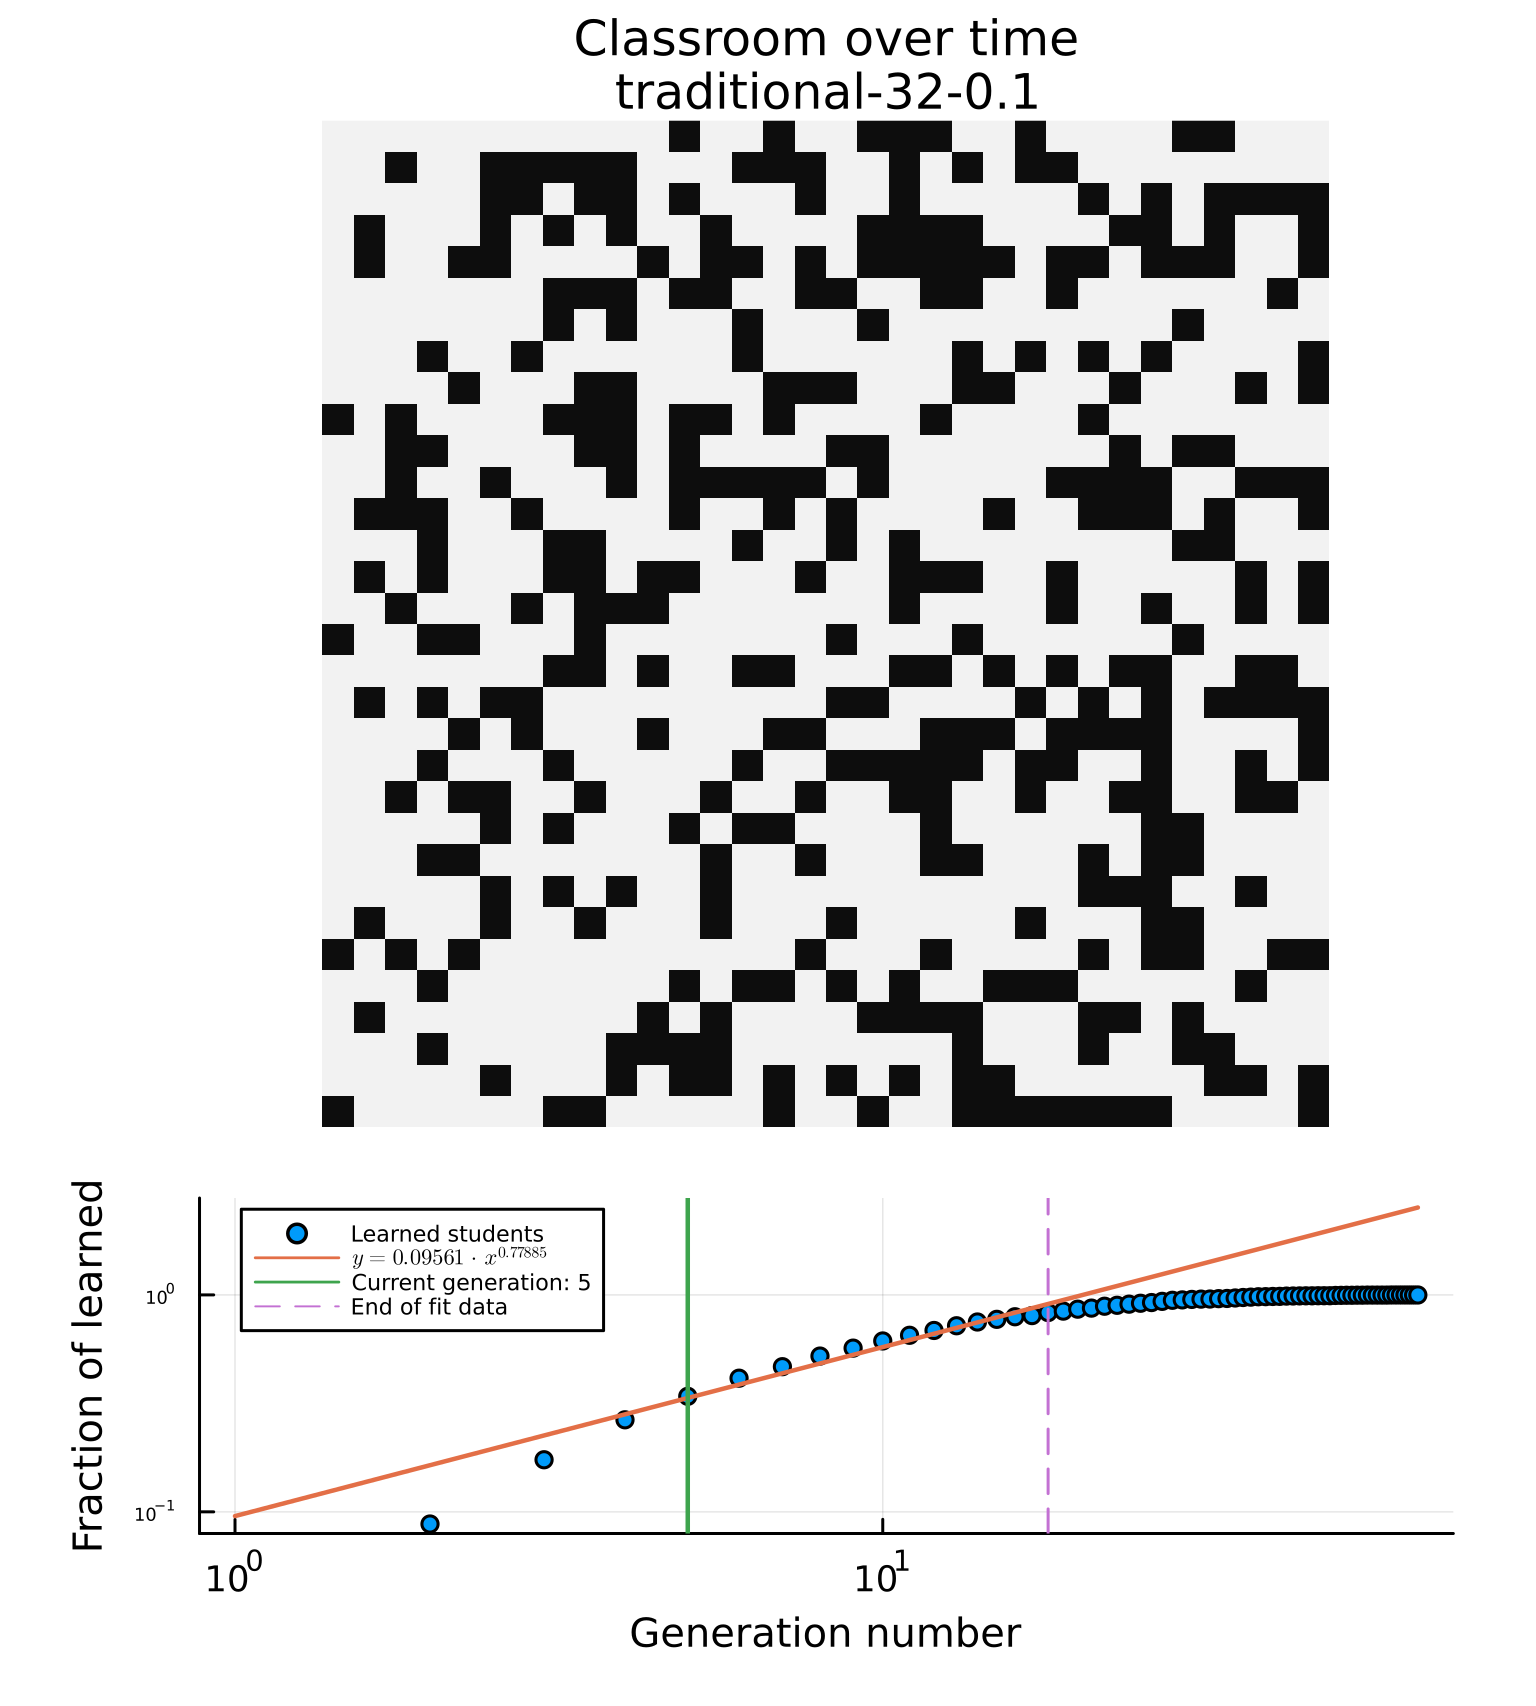 Classroom over time
traditional-32-0.1
Fraction of learned
10^0
10^-1
Learned students
y = 0.09561 · x^0.77885
Current generation: 5
End of fit data
10^0
10^1
Generation number